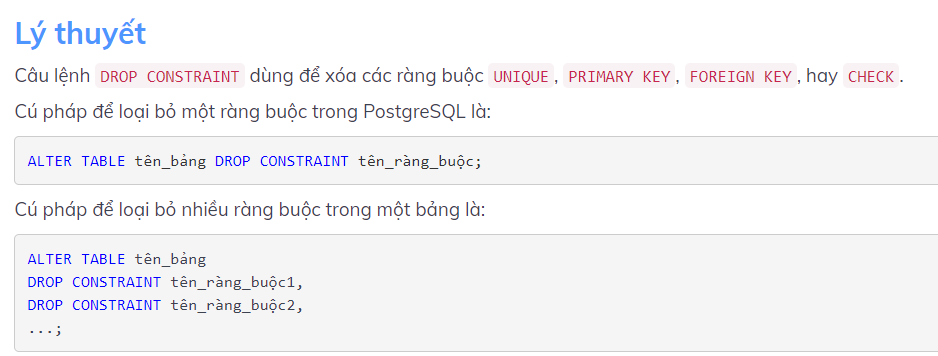 Lý thuyết
Câu lệnh DROP CONSTRAINT dùng để xóa các ràng buộc UNIQUE, PRIMARY KEY, FOREIGN KEY, hay CHECK.
Cú pháp để loại bỏ một ràng buộc trong PostgreSQL là:
ALTER TABLE tên_bảng DROP CONSTRAINT tên_ràng_buộc;
Cú pháp để loại bỏ nhiều ràng buộc trong một bảng là:
ALTER TABLE tên_bảng
DROP CONSTRAINT tên_ràng_buộc1,
DROP CONSTRAINT tên_ràng_buộc2,
...;